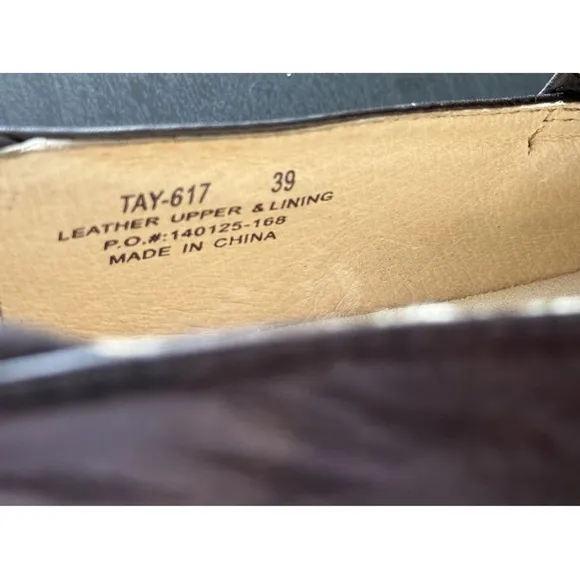 TAY-617 39
LEATHER UPPER & LINING
P.O.#:140125-168
MADE IN CHINA